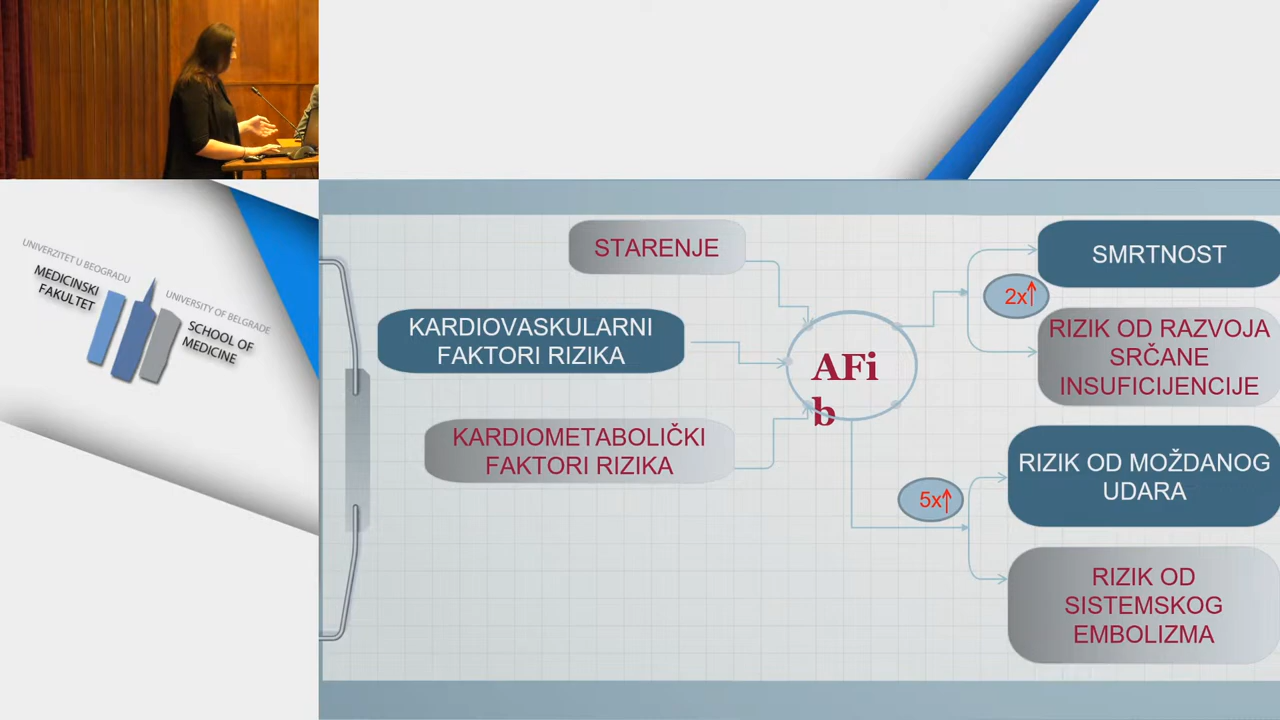 UNIVERZITET U BEOGRADU
MEDICINSKI
FAKULTET
UNIVERSITY OF BELGRADE
SCHOOL OF
MEDICINE
STARENJE
KARDIOVASKULARNI
FAKTORI RIZIKA
KARDIOMETABOLIČKI
FAKTORI RIZIKA
AFi
b
2x↑
SMRTNOST
RIZIK OD RAZVOJA
SRČANE
INSUFICIJENCIJE
5x↑
RIZIK OD MOŽDANOG
UDARA
RIZIK OD
SISTEMSKOG
EMBOLIZMA